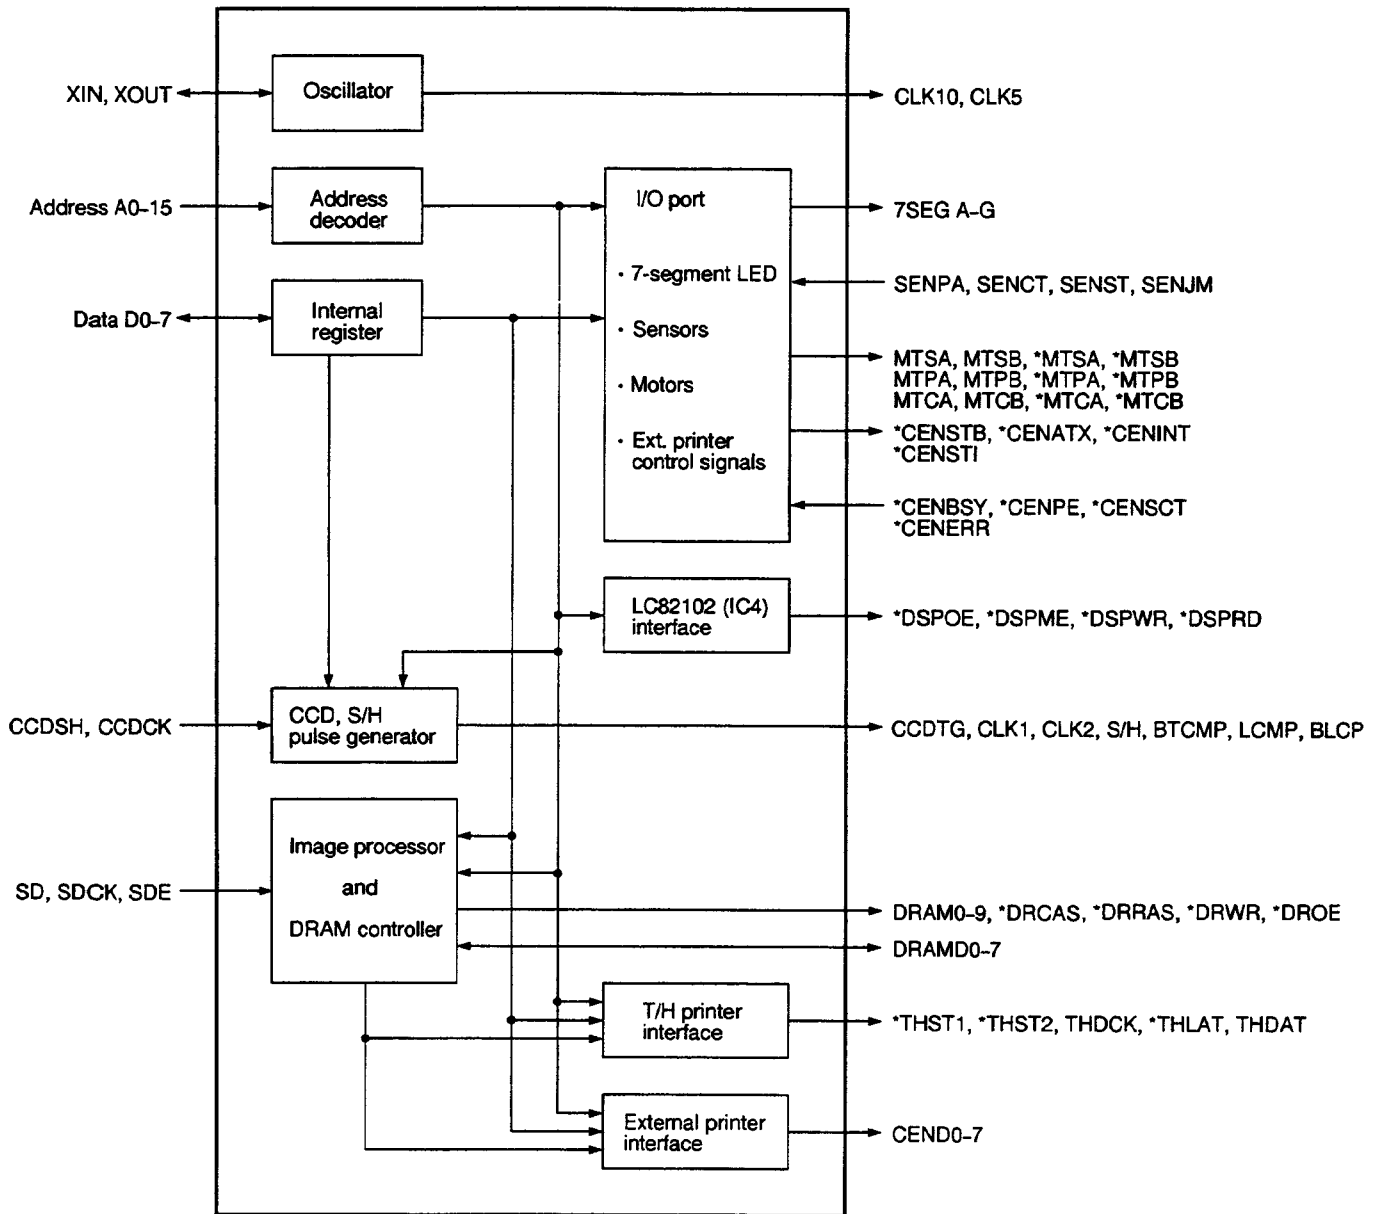 XIN, XOUT
Oscillator
CLK10, CLK5
Address A0-15
Address
decoder
I/O port
7SEG A-G
· 7-segment LED
SENPA, SENCT, SENST, SENJM
Data D0-7
Internal
register
· Sensors
· Motors
MTSA, MTSB, *MTSA, *MTSB
MTPA, MTPB, *MTPA, *MTPB
MTCA, MTCB, *MTCA, *MTCB
· Ext. printer
control signals
*CENSTB, *CENATX, *CENINT
*CENSTI
*CENBSY, *CENPE, *CENSCT
*CENERR
LC82102 (IC4)
interface
*DSPOE, *DSPME, *DSPWR, *DSPRD
CCDSH, CCDCK
CCD, S/H
pulse generator
CCDTG, CLK1, CLK2, S/H, BTCMP, LCMP, BLCP
SD, SDCK, SDE
Image processor
and
DRAM controller
DRAM0-9, *DRCAS, *DRRAS, *DRWR, *DROE
DRAMD0-7
T/H printer
interface
*THST1, *THST2, THDCK, *THLAT, THDAT
External printer
interface
CEND0-7